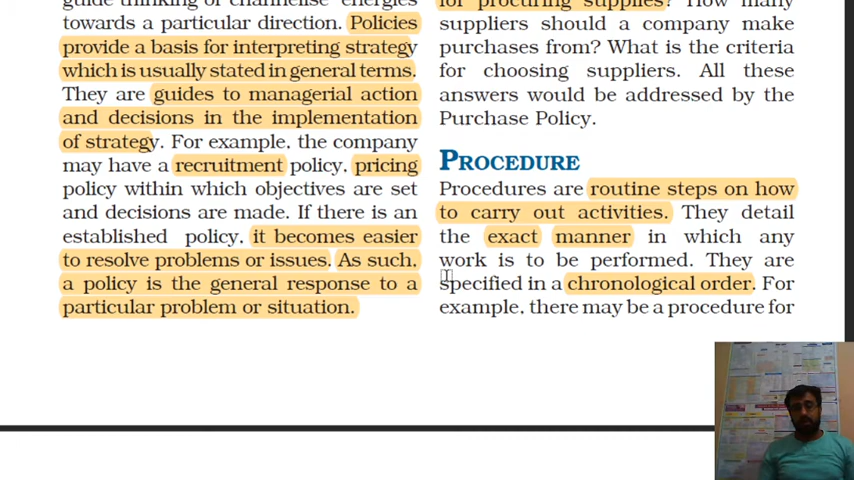 guide thinking or channelise energies
towards a particular direction. Policies
provide a basis for interpreting strategy
which is usually stated in general terms.
They are guides to managerial action
and decisions in the implementation
of strategy. For example, the company
may have a recruitment policy, pricing
policy within which objectives are set
and decisions are made. If there is an
established policy, it becomes easier
to resolve problems or issues. As such,
a policy is the general response to a
particular problem or situation.
for procuring supplies? How many
suppliers should a company make
purchases from? What is the criteria
for choosing suppliers. All these
answers would be addressed by the
Purchase Policy.
PROCEDURE
Procedures are routine steps on how
to carry out activities. They detail
the exact manner in which any
work is to be performed. They are
specified in a chronological order. For
example, there may be a procedure for